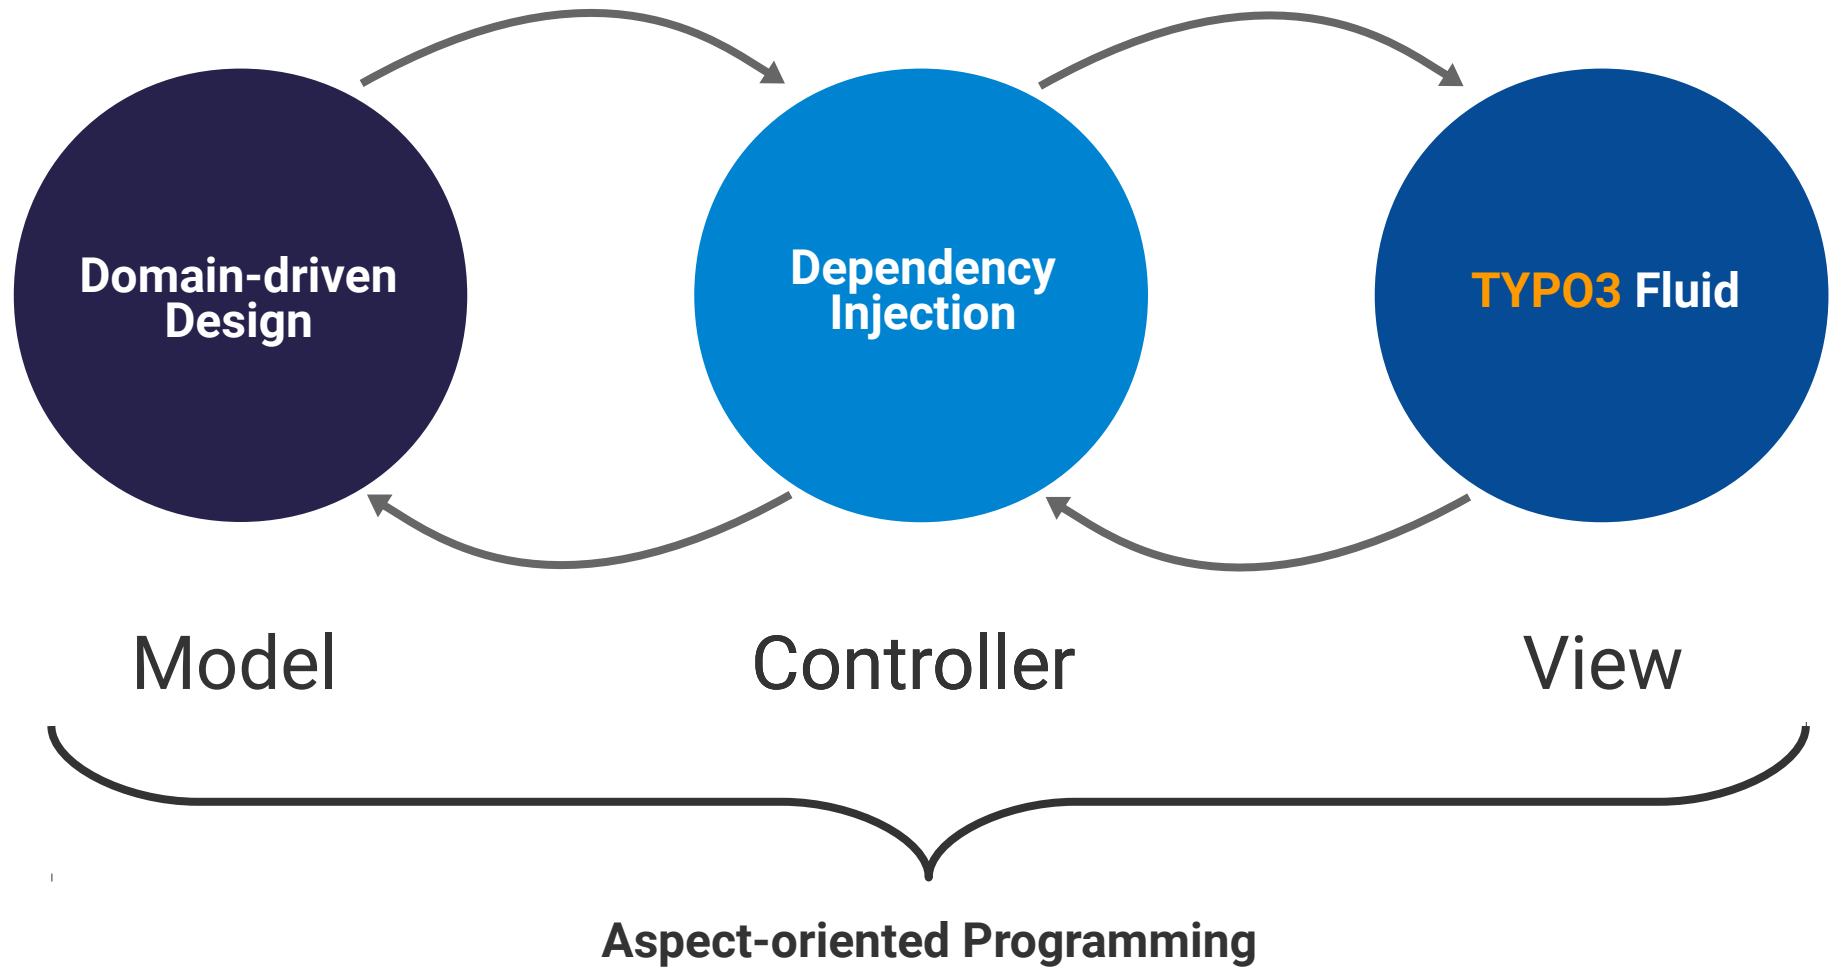 Domain-driven
Design
Dependency
Injection
TYPO3 Fluid
Model
Controller
View
Aspect-oriented Programming